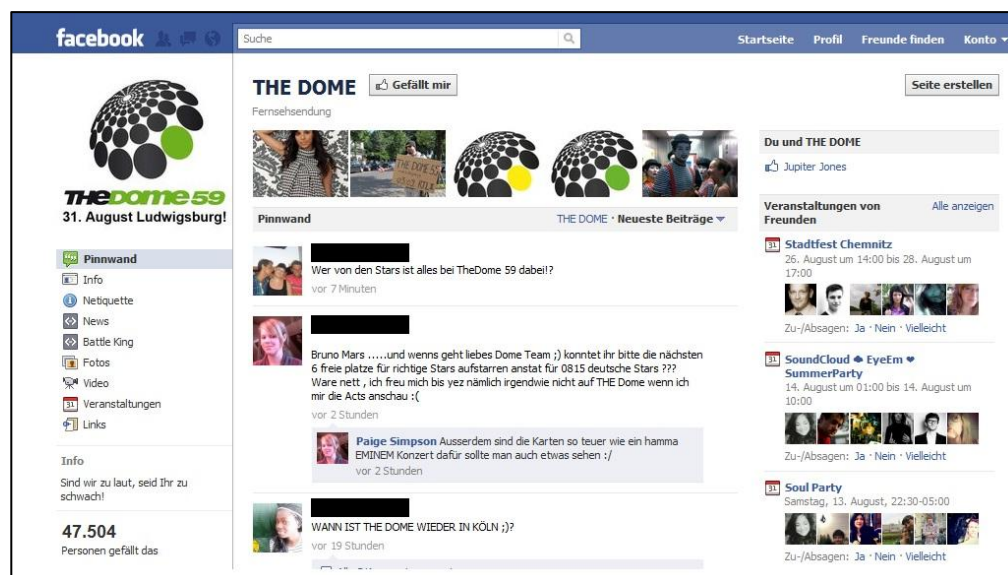 facebook
Suche
Startseite Profil Freunde finden Konto
THE DOME 59
31. August Ludwigsburg!
Pinnwand
Info
Netiquette
News
Battle King
Fotos
Video
Veranstaltungen
Links
Info
Sind wir zu laut, seid Ihr zu
schwach!
47.504
Personen gefällt das
THE DOME Gefällt mir
Seite erstellen
Fernsehsendung
THE DOME 55
Pinnwand THE DOME · Neueste Beiträge
Wer von den Stars ist alles bei TheDome 59 dabei!?
vor 7 Minuten
Bruno Mars .....und wenns geht liebes Dome Team ;) konntet ihr bitte die nächsten
6 freie platze für richtige Stars aufstarren anstat für 0815 deutsche Stars ???
Ware nett , ich freu mich bis yez nämlich irgendwie nicht auf THE Dome wenn ich
mir die Acts anschau :(
vor 2 Stunden
Paige Simpson Ausserdem sind die Karten so teuer wie ein hamma
EMINEM Konzert dafür sollte man auch etwas sehen :/
vor 2 Stunden
WANN IST THE DOME WIEDER IN KÖLN ;)?
vor 19 Stunden
Du und THE DOME
Jupiter Jones
Veranstaltungen von
Freunden
Alle anzeigen
31 Stadtfest Chemnitz
26. August um 14:00 bis 28. August um
17:00
Zu-/Absagen: Ja · Nein · Vielleicht
31 SoundCloud ♣ EyeEm ♥
SummerParty
14. August um 01:00 bis 14. August um
10:00
Zu-/Absagen: Ja · Nein · Vielleicht
31 Soul Party
Samstag, 13. August, 22:30-05:00
Zu-/Absagen: Ja · Nein · Vielleicht